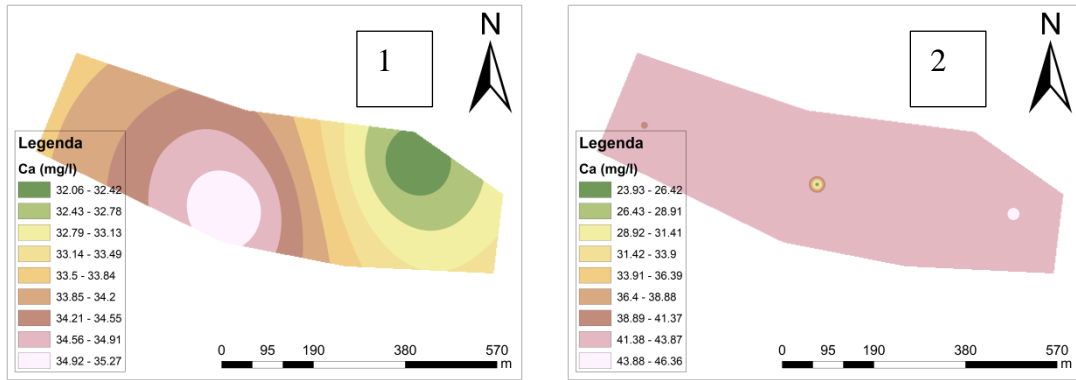 1
N
Legenda
Ca (mg/l)
32.06 - 32.42
32.43 - 32.78
32.79 - 33.13
33.14 - 33.49
33.5 - 33.84
33.85 - 34.2
34.21 - 34.55
34.56 - 34.91
34.92 - 35.27
0 95 190 380 570
m
2
N
Legenda
Ca (mg/l)
23.93 - 26.42
26.43 - 28.91
28.92 - 31.41
31.42 - 33.9
33.91 - 36.39
36.4 - 38.88
38.89 - 41.37
41.38 - 43.87
43.88 - 46.36
0 95 190 380 570
m